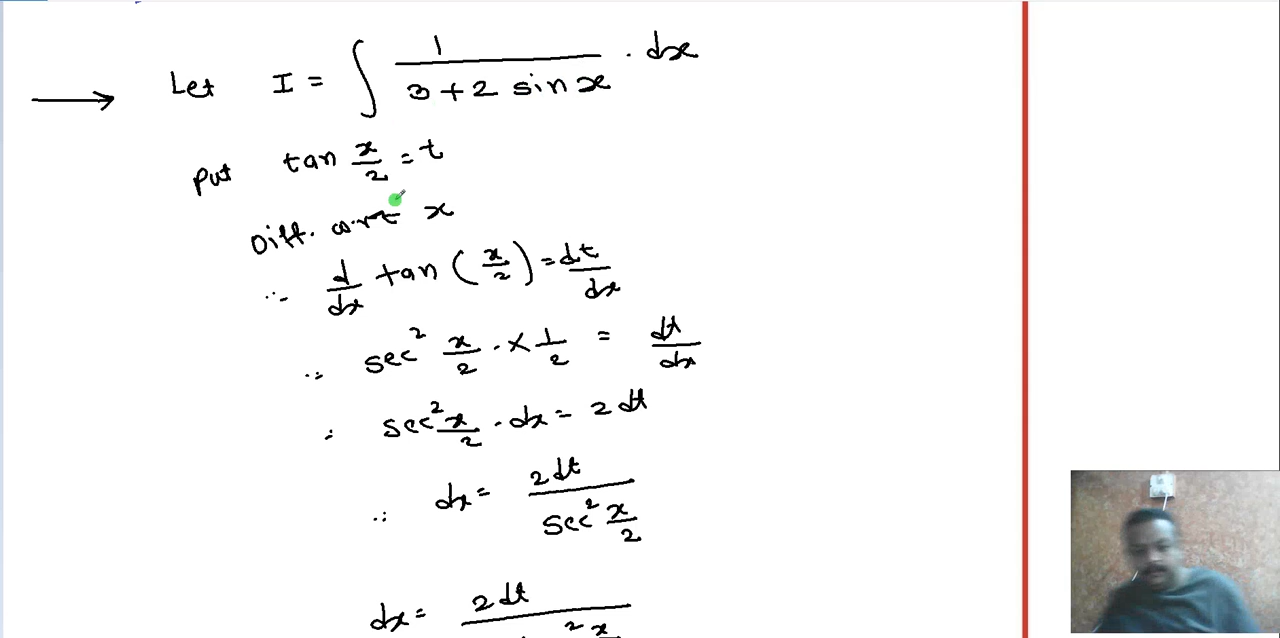 Let I = ∫ 1/(3 + 2 sin x) . dx
Put tan x/2 = t
Diff. w.r.t x
∴ d/dx tan (x/2) = dt/dx
∴ sec² x/2 . × 1/2 = dt/dx
∴ sec² x/2 . dx = 2 dt
∴ dx = 2dt / sec² x/2
dx = 2dt / 2 x